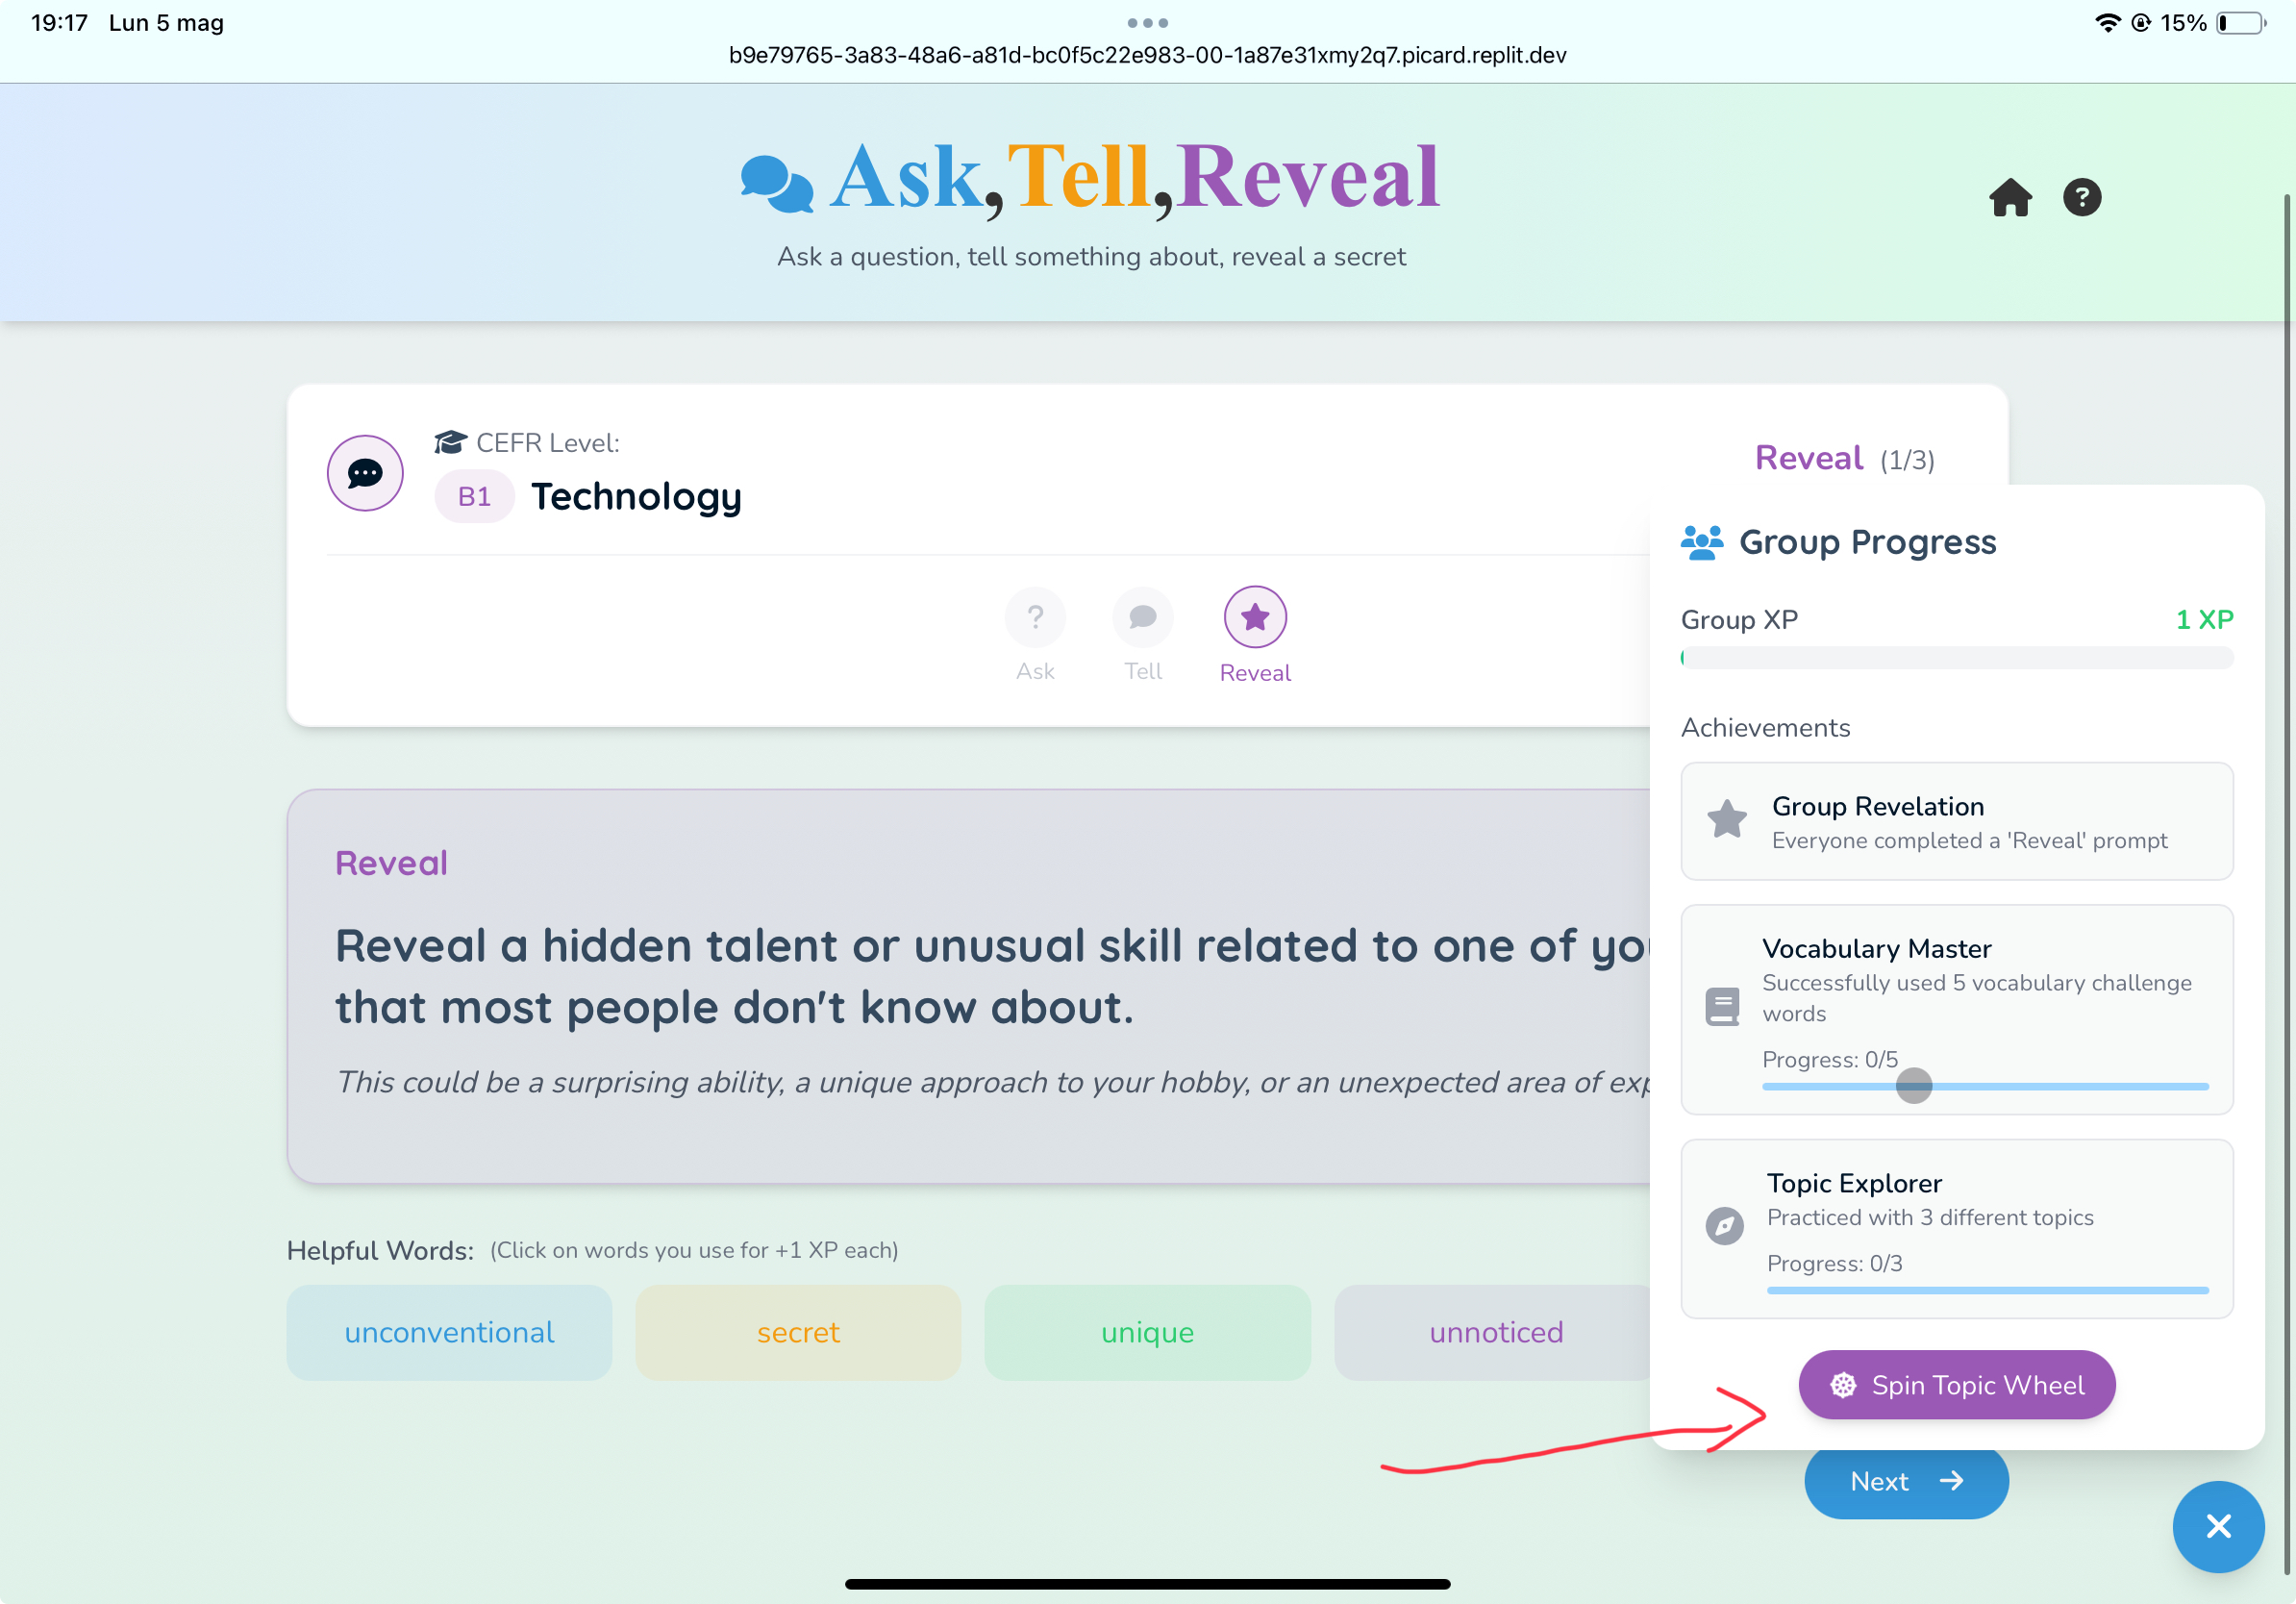 19:17 Lun 5 mag
15%
b9e79765-3a83-48a6-a81d-bc0f5c22e983-00-1a87e31xmy2q7.picard.replit.dev
Ask,Tell,Reveal
Ask a question, tell something about, reveal a secret
CEFR Level:
B1 Technology
Reveal (1/3)
? Ask
Tell
Reveal
Reveal
Reveal a hidden talent or unusual skill related to one of
that most people don't know about.
This could be a surprising ability, a unique approach to your hobby, or an unexpected area of
Helpful Words: (Click on words you use for +1 XP each)
unconventional
secret
unique
unnoticed
Group Progress
Group XP 1 XP
Achievements
Group Revelation
Everyone completed a 'Reveal' prompt
Vocabulary Master
Successfully used 5 vocabulary challenge
words
Progress: 0/5
Topic Explorer
Practiced with 3 different topics
Progress: 0/3
Spin Topic Wheel
Next